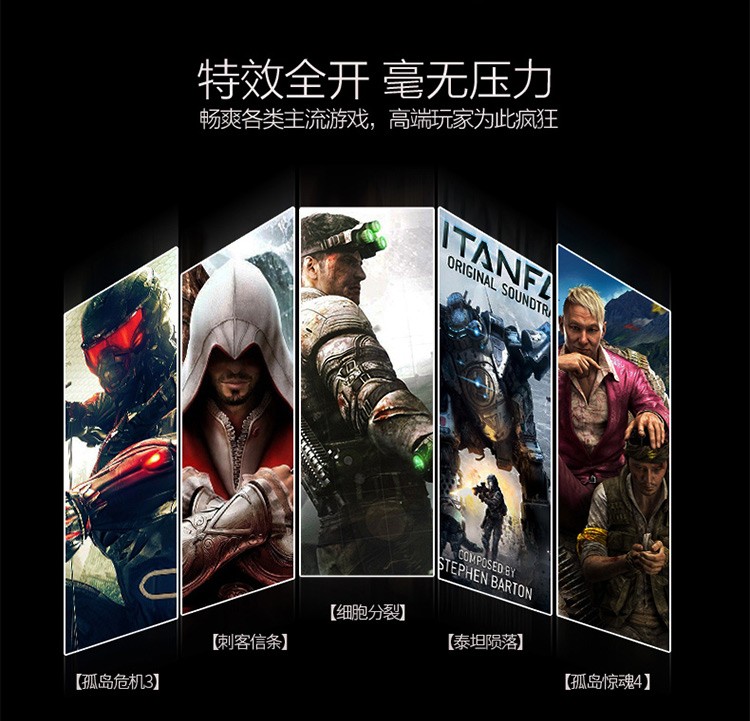 特效全开 毫无压力
畅爽各类主流游戏，高端玩家为此疯狂
ITANFA
ORIGINAL SOUNDTRA
COMPOSED BY
STEPHEN BARTON
【细胞分裂】
【刺客信条】
【泰坦陨落】
【孤岛危机3】
【孤岛惊魂4】